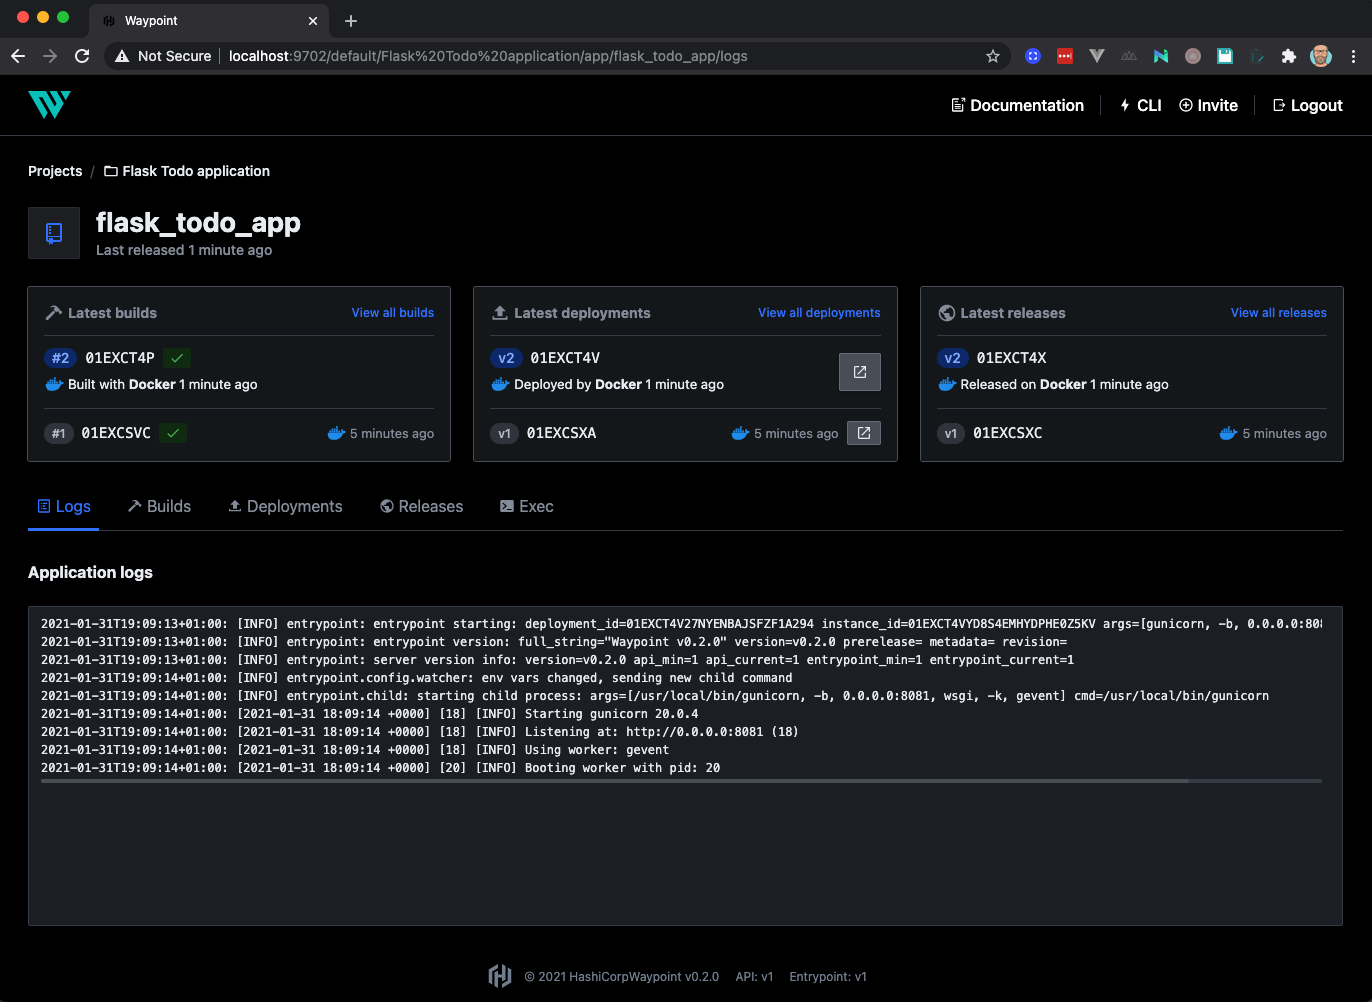 Waypoint
Not Secure localhost:9702/default/Flask%20Todo%20application/app/flask_todo_app/logs
Documentation CLI Invite Logout
Projects / Flask Todo application
flask_todo_app
Last released 1 minute ago
Latest builds View all builds
#2 01EXCT4P
Built with Docker 1 minute ago
#1 01EXCSVC 5 minutes ago
Latest deployments View all deployments
v2 01EXCT4V
Deployed by Docker 1 minute ago
v1 01EXCSXA 5 minutes ago
Latest releases View all releases
v2 01EXCT4X
Released on Docker 1 minute ago
v1 01EXCSXC 5 minutes ago
Logs Builds Deployments Releases Exec
Application logs
2021-01-31T19:09:13+01:00: [INFO] entrypoint: entrypoint starting: deployment_id=01EXCT4V27NYENBAJSFZF1A294 instance_id=01EXCT4VYD8S4EMHYDPHE0Z5KV args=[gunicorn, -b, 0.0.0.0:808
2021-01-31T19:09:13+01:00: [INFO] entrypoint: entrypoint version: full_string="Waypoint v0.2.0" version=v0.2.0 prerelease= metadata= revision=
2021-01-31T19:09:13+01:00: [INFO] entrypoint: server version info: version=v0.2.0 api_min=1 api_current=1 entrypoint_min=1 entrypoint_current=1
2021-01-31T19:09:14+01:00: [INFO] entrypoint.config.watcher: env vars changed, sending new child command
2021-01-31T19:09:14+01:00: [INFO] entrypoint.child: starting child process: args=[/usr/local/bin/gunicorn, -b, 0.0.0.0:8081, wsgi, -k, gevent] cmd=/usr/local/bin/gunicorn
2021-01-31T19:09:14+01:00: [2021-01-31 18:09:14 +0000] [18] [INFO] Starting gunicorn 20.0.4
2021-01-31T19:09:14+01:00: [2021-01-31 18:09:14 +0000] [18] [INFO] Listening at: http://0.0.0.0:8081 (18)
2021-01-31T19:09:14+01:00: [2021-01-31 18:09:14 +0000] [18] [INFO] Using worker: gevent
2021-01-31T19:09:14+01:00: [2021-01-31 18:09:14 +0000] [20] [INFO] Booting worker with pid: 20
© 2021 HashiCorpWaypoint v0.2.0 API: v1 Entrypoint: v1